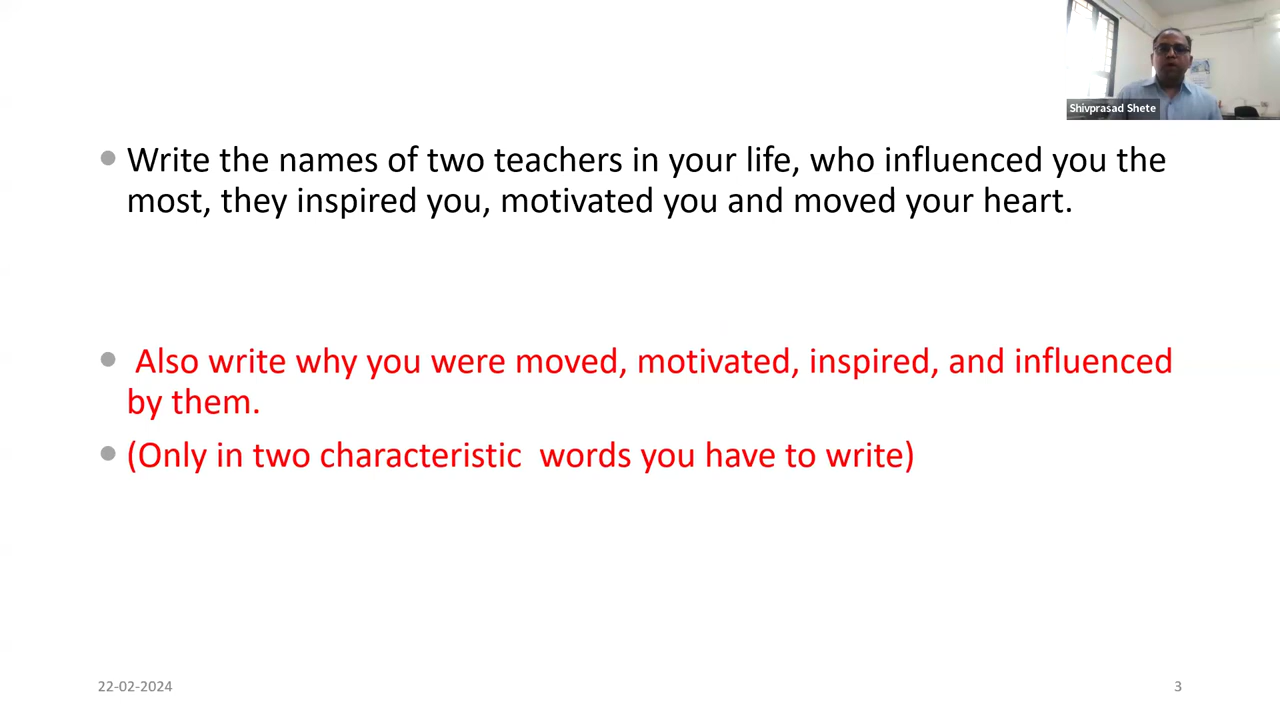 Shivprasad Shete
Write the names of two teachers in your life, who influenced you the
most, they inspired you, motivated you and moved your heart.
Also write why you were moved, motivated, inspired, and influenced
by them.
(Only in two characteristic  words you have to write)
22-02-2024
3